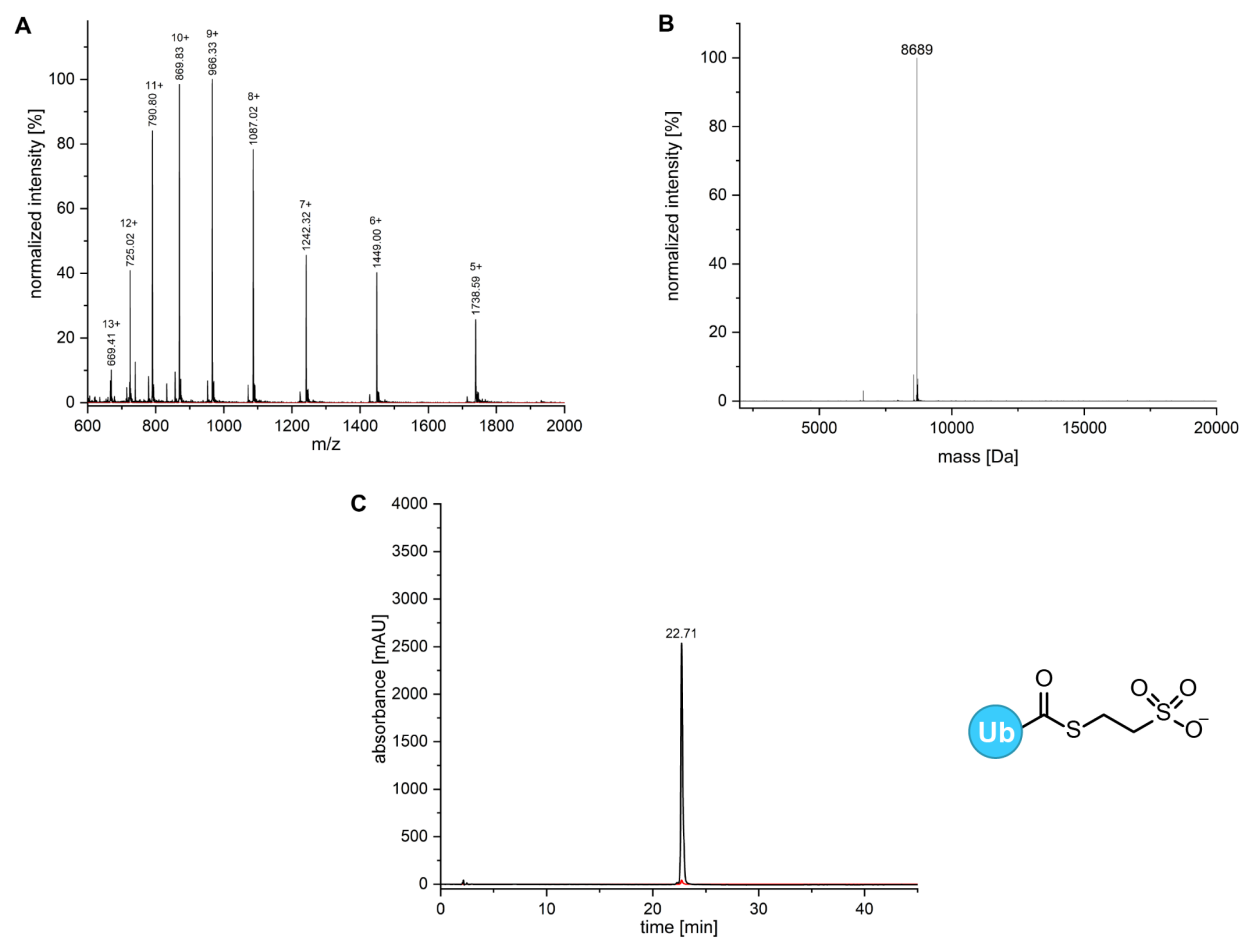 A
normalized intensity [%]
100
80
60
40
20
0
13+
669.41
12+
725.02
11+
790.80
10+
869.83
9+
966.33
8+
1087.02
7+
1242.32
6+
1449.00
5+
1738.59
600 800 1000 1200 1400 1600 1800 2000
m/z
B
normalized intensity [%]
100
80
60
40
20
0
8689
5000 10000 15000 20000
mass [Da]
C
absorbance [mAU]
4000
3500
3000
2500
2000
1500
1000
500
0
22.71
0 10 20 30 40
time [min]
O
O O
Ub S S O−